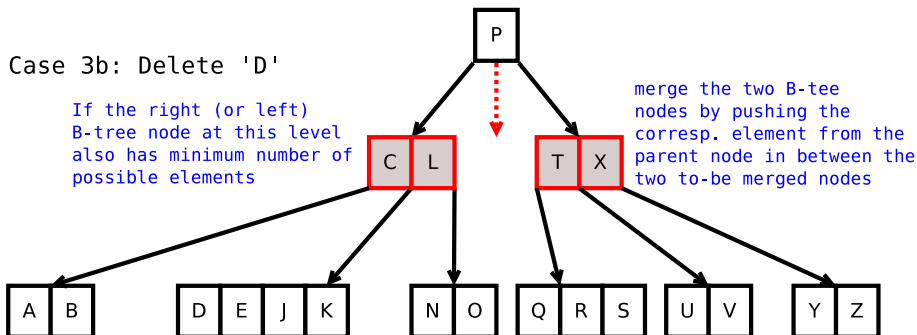 P
Case 3b: Delete 'D'
If the right (or left)
B-tree node at this level
also has minimum number of
possible elements
merge the two B-tee
nodes by pushing the
corresp. element from the
parent node in between the
two to-be merged nodes
C L
T X
A B
D E J K
N O
Q R S
U V
Y Z